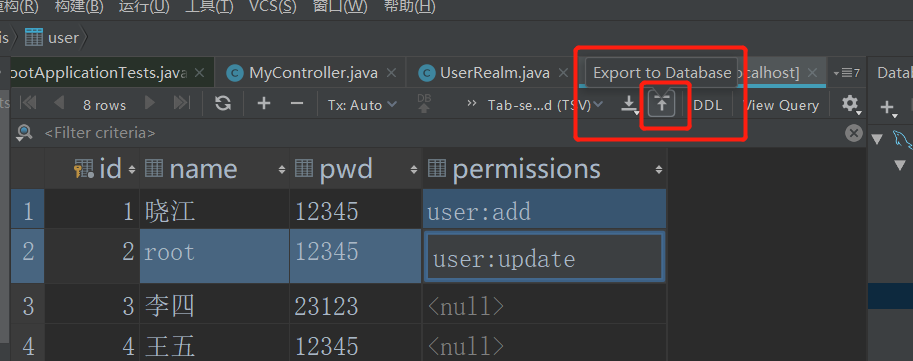 构(R) 构建(B) 运行(U) 工具(T) VCS(S) 窗口(W) 帮助(H)
is user
ootApplicationTests.java MyController.java UserRealm.java Export to Database ocalhost] 7 Datal
8 rows Tx: Auto DB Tab-se...d (TSV) DDL View Query
<Filter criteria>
id name pwd permissions
1 1 晓江 12345 user:add
2 2 root 12345 user:update
3 3 李四 23123 <null>
4 4 王五 12345 <null>